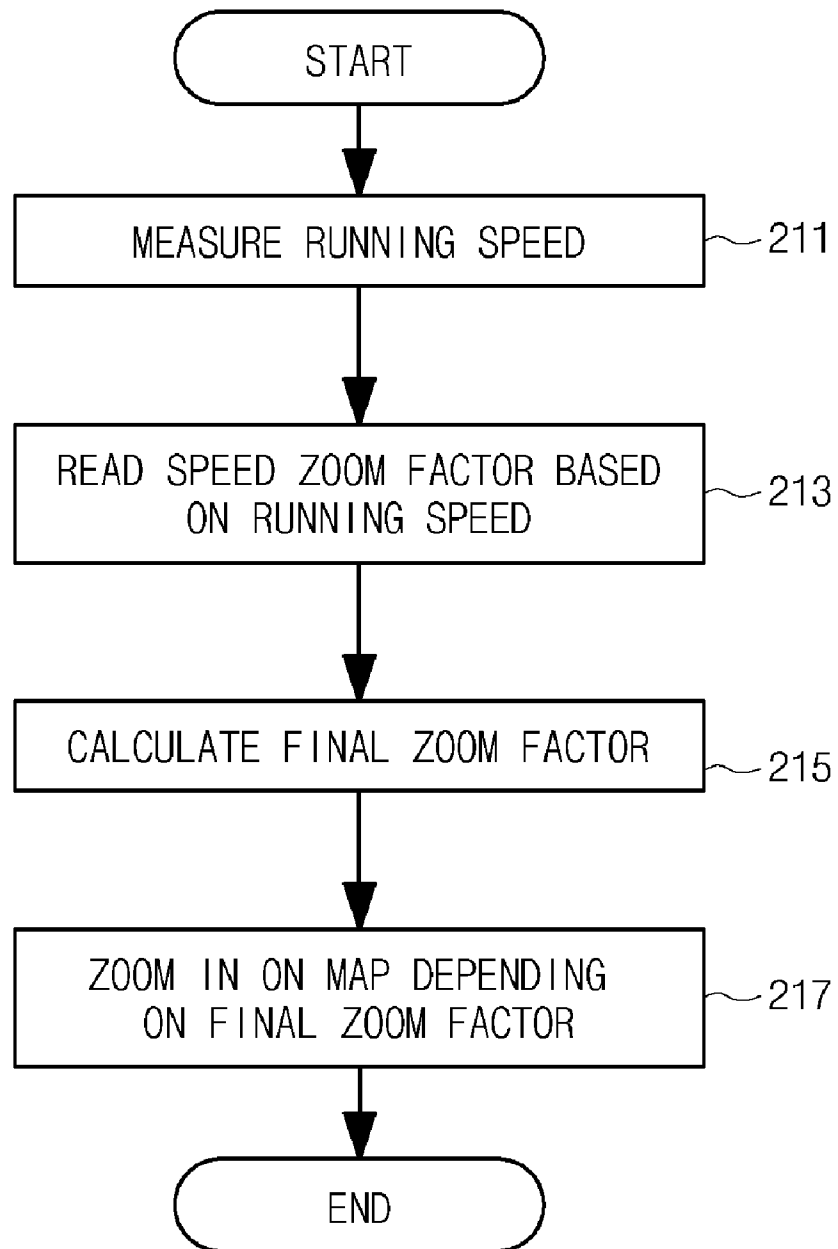 START
MEASURE RUNNING SPEED
211
READ SPEED ZOOM FACTOR BASED
ON RUNNING SPEED
213
CALCULATE FINAL ZOOM FACTOR
215
ZOOM IN ON MAP DEPENDING
ON FINAL ZOOM FACTOR
217
END